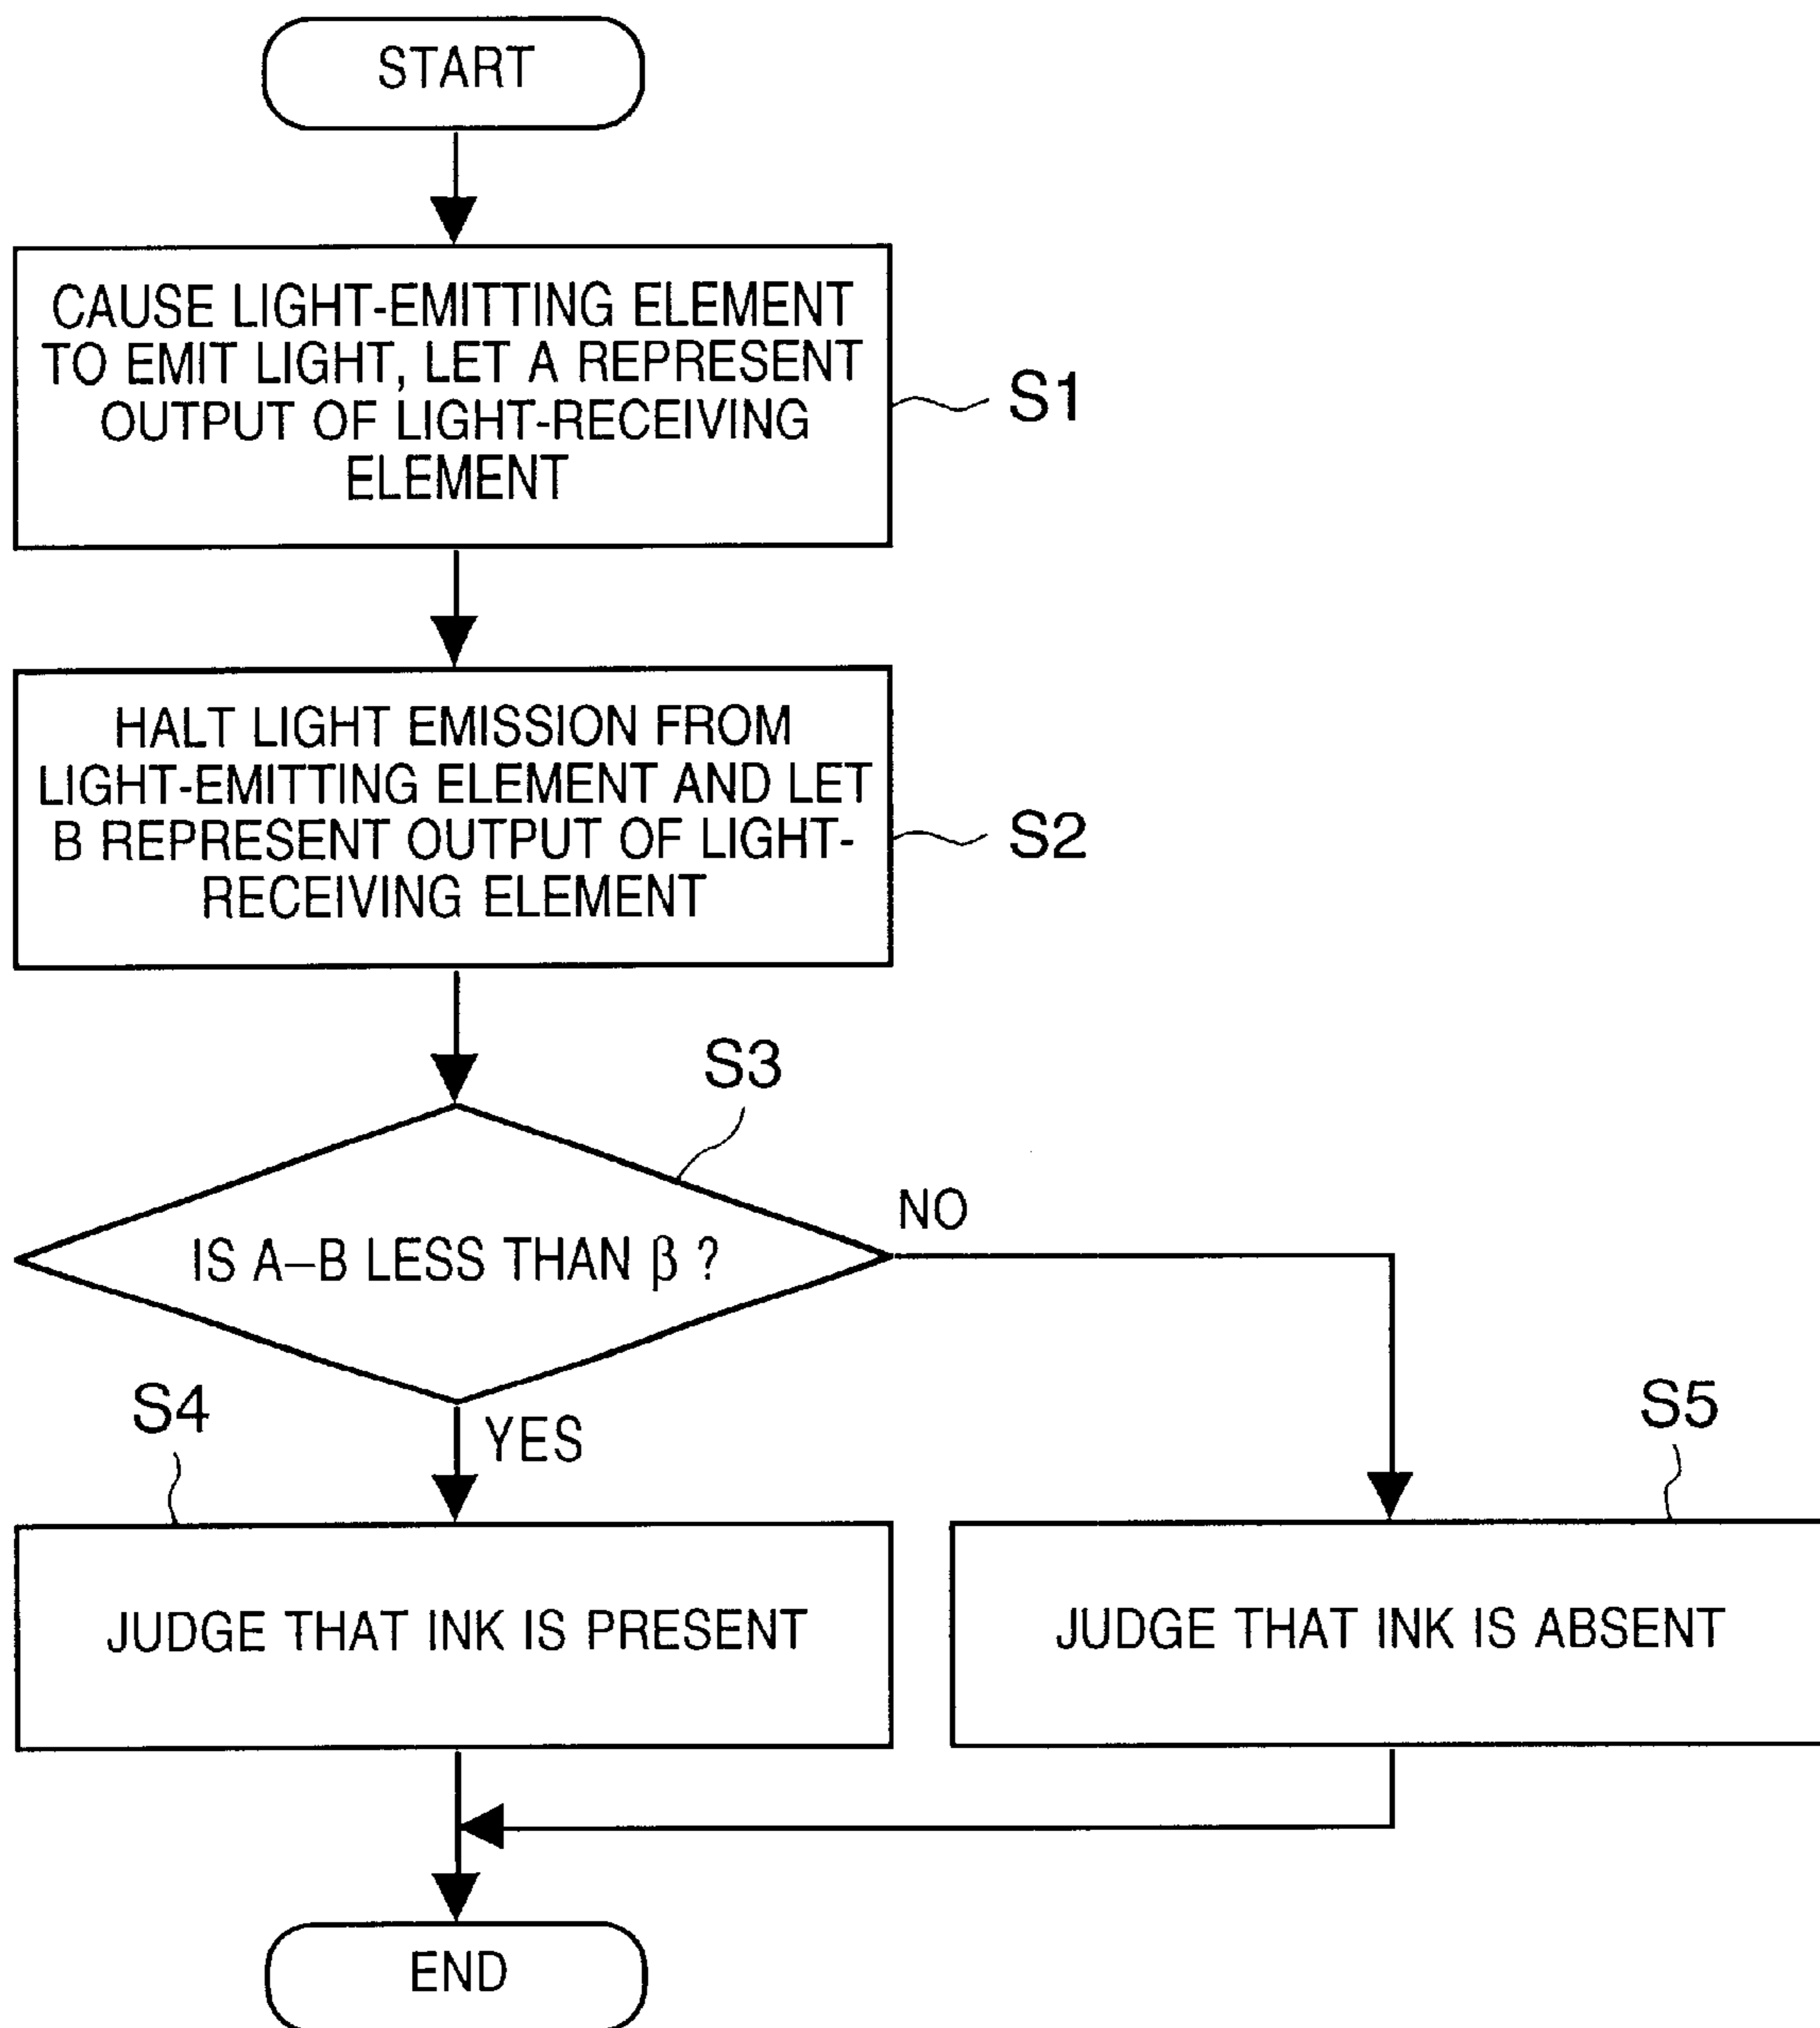 START
CAUSE LIGHT-EMITTING ELEMENT
TO EMIT LIGHT, LET A REPRESENT
OUTPUT OF LIGHT-RECEIVING
ELEMENT
S1
HALT LIGHT EMISSION FROM
LIGHT-EMITTING ELEMENT AND LET
B REPRESENT OUTPUT OF LIGHT-
RECEIVING ELEMENT
S2
S3
IS A–B LESS THAN β ?
NO
YES
S4
JUDGE THAT INK IS PRESENT
S5
JUDGE THAT INK IS ABSENT
END